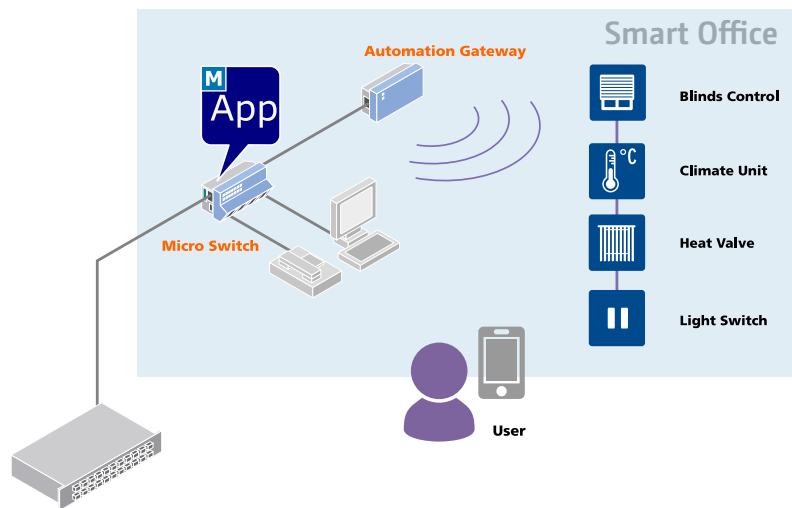 Smart Office
Automation Gateway
M
App
Blinds Control
°C
Climate Unit
Micro Switch
Heat Valve
Light Switch
User